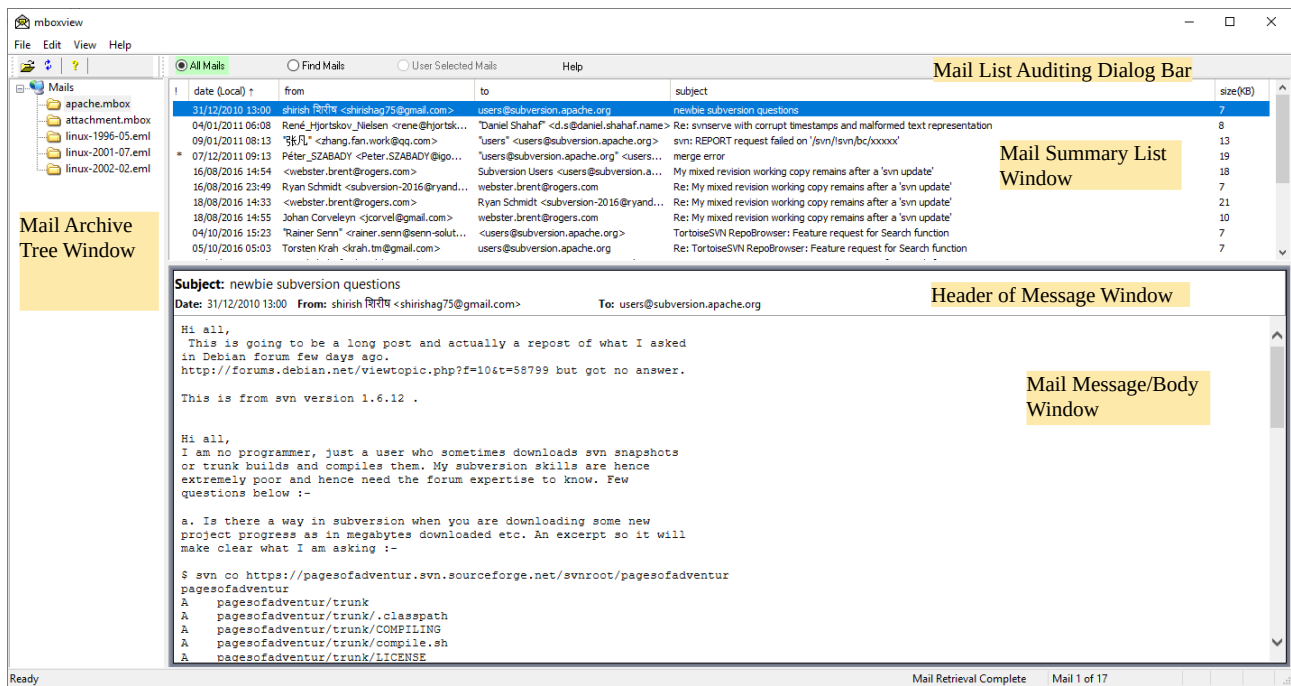 mboxview
File Edit View Help
All Mails Find Mails User Selected Mails Help
Mail List Auditing Dialog Bar
Mails
apache.mbox
attachment.mbox
linux-1996-05.eml
linux-2001-07.eml
linux-2002-02.eml
Mail Archive
Tree Window
! date (Local) ↑ from to subject size(KB)
31/12/2010 13:00 shirish शिरीष <shirishag75@gmail.com> users@subversion.apache.org newbie subversion questions 7
04/01/2011 06:08 René_Hjortskov_Nielsen <rene@hjortsk... "Daniel Shahaf" <d.s@daniel.shahaf.name> Re: svnserve with corrupt timestamps and malformed text representation 8
09/01/2011 08:13 "张凡" <zhang.fan.work@qq.com> "users" <users@subversion.apache.org> svn: REPORT request failed on '/svn/!svn/bc/xxxxx' 13
* 07/12/2011 09:13 Péter_SZABADY <Peter.SZABADY@igo... "users@subversion.apache.org" <users... merge error 19
16/08/2016 14:54 <webster.brent@rogers.com> Subversion Users <users@subversion.a... My mixed revision working copy remains after a 'svn update' 18
16/08/2016 23:49 Ryan Schmidt <subversion-2016@ryand... webster.brent@rogers.com Re: My mixed revision working copy remains after a 'svn update' 7
18/08/2016 14:33 <webster.brent@rogers.com> Ryan Schmidt <subversion-2016@ryand... Re: My mixed revision working copy remains after a 'svn update' 21
18/08/2016 14:55 Johan Corveleyn <jcorvel@gmail.com> webster.brent@rogers.com Re: My mixed revision working copy remains after a 'svn update' 10
04/10/2016 15:23 "Rainer Senn" <rainer.senn@senn-solut... <users@subversion.apache.org> TortoiseSVN RepoBrowser: Feature request for Search function 7
05/10/2016 05:03 Torsten Krah <krah.tm@gmail.com> users@subversion.apache.org Re: TortoiseSVN RepoBrowser: Feature request for Search function 7
Mail Summary List
Window
Subject: newbie subversion questions
Date: 31/12/2010 13:00 From: shirish शिरीष <shirishag75@gmail.com> To: users@subversion.apache.org
Header of Message Window
Hi all,
This is going to be a long post and actually a repost of what I asked
in Debian forum few days ago.
http://forums.debian.net/viewtopic.php?f=10&t=58799 but got no answer.
This is from svn version 1.6.12 .
Mail Message/Body
Window
Hi all,
I am no programmer, just a user who sometimes downloads svn snapshots
or trunk builds and compiles them. My subversion skills are hence
extremely poor and hence need the forum expertise to know. Few
questions below :-
a. Is there a way in subversion when you are downloading some new
project progress as in megabytes downloaded etc. An excerpt so it will
make clear what I am asking :-
$ svn co https://pagesofadventur.svn.sourceforge.net/svnroot/pagesofadventur
pagesofadventur
A pagesofadventur/trunk
A pagesofadventur/trunk/.classpath
A pagesofadventur/trunk/COMPILING
A pagesofadventur/trunk/compile.sh
A pagesofadventur/trunk/LICENSE
Ready Mail Retrieval Complete Mail 1 of 17